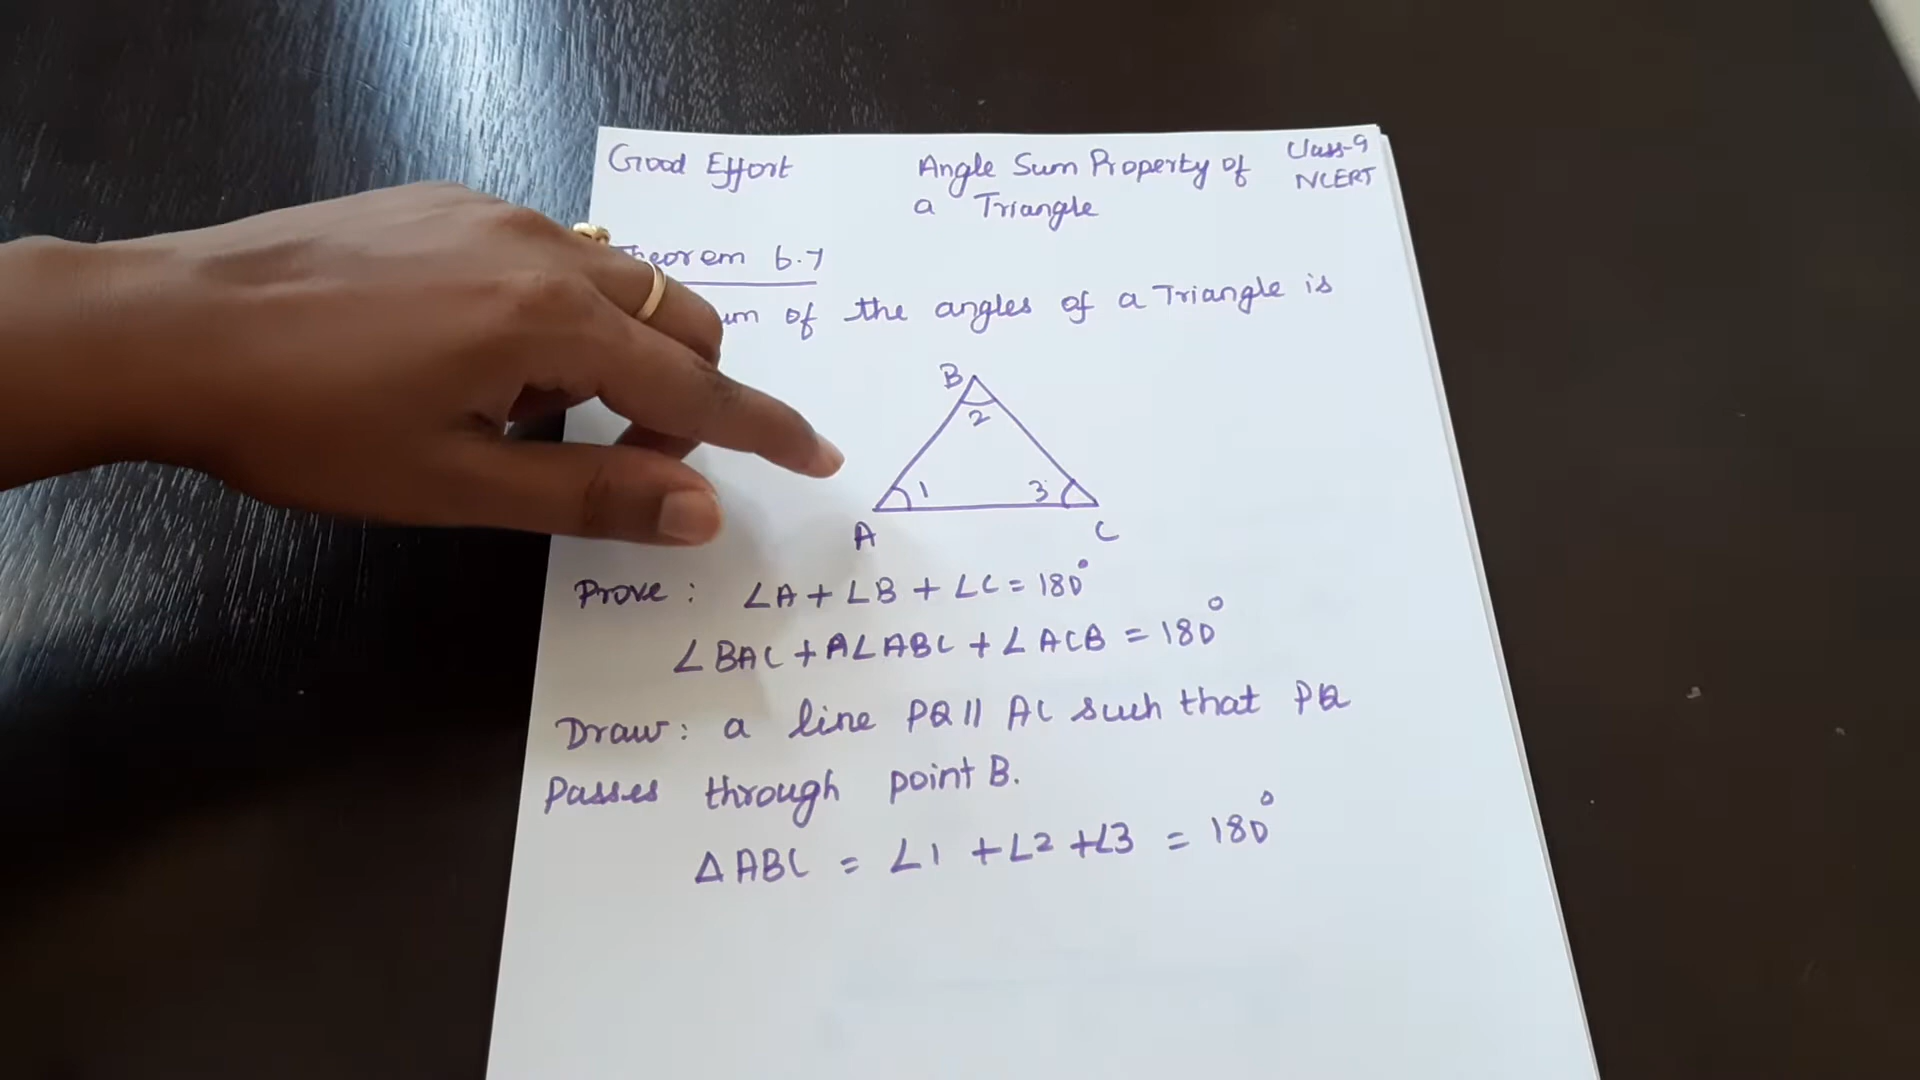 Good Effort
Angle Sum Property of
a Triangle
Class-9
NCERT
Theorem 6.7
of the angles of a Triangle is
B
2
1
3
A
C
Prove : ∠A + ∠B + ∠C = 180°
∠BAC + A∠ABC + ∠ACB = 180°
Draw: a line PQ || AC such that PQ
Passes through point B.
Δ ABC = ∠1 + ∠2 + ∠3 = 180°